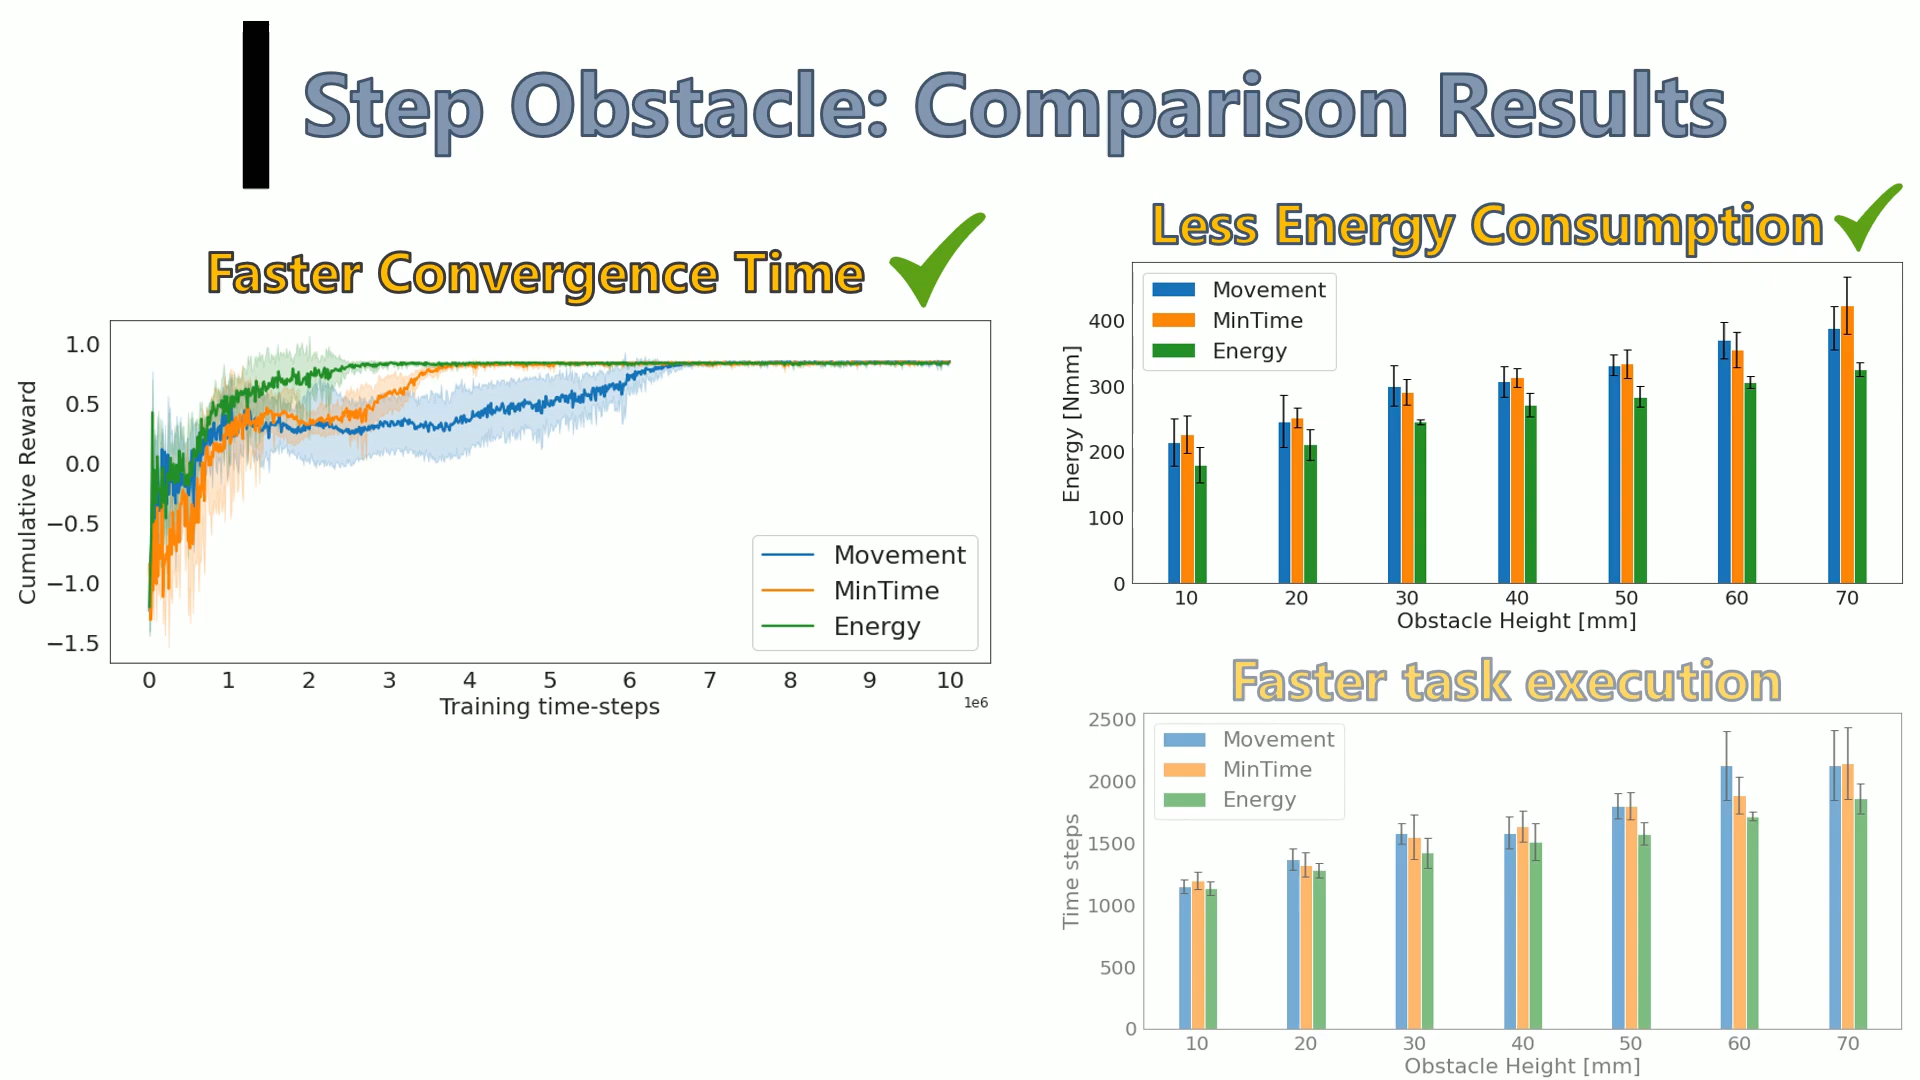 Step Obstacle: Comparison Results
Faster Convergence Time
1.0
0.5
0.0
−0.5
−1.0
−1.5
Cumulative Reward
Movement
MinTime
Energy
0 1 2 3 4 5 6 7 8 9 10
Training time-steps
1e6
Less Energy Consumption
Movement
MinTime
Energy
400
300
200
100
0
Energy [Nmm]
10 20 30 40 50 60 70
Obstacle Height [mm]
Faster task execution
Movement
MinTime
Energy
2500
2000
1500
1000
500
0
Time steps
10 20 30 40 50 60 70
Obstacle Height [mm]